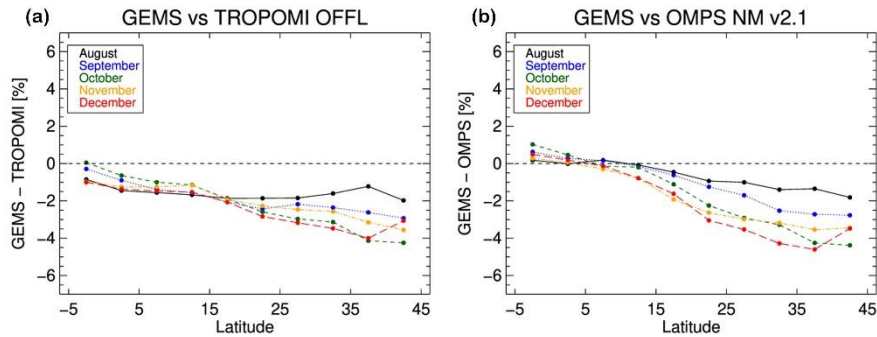 (a) GEMS vs TROPOMI OFFL
6
4
2
0
−2
−4
−6
GEMS − TROPOMI [%]
August
September
October
November
December
−5 5 15 25 35 45
Latitude
(b) GEMS vs OMPS NM v2.1
6
4
2
0
−2
−4
−6
GEMS − OMPS [%]
August
September
October
November
December
−5 5 15 25 35 45
Latitude